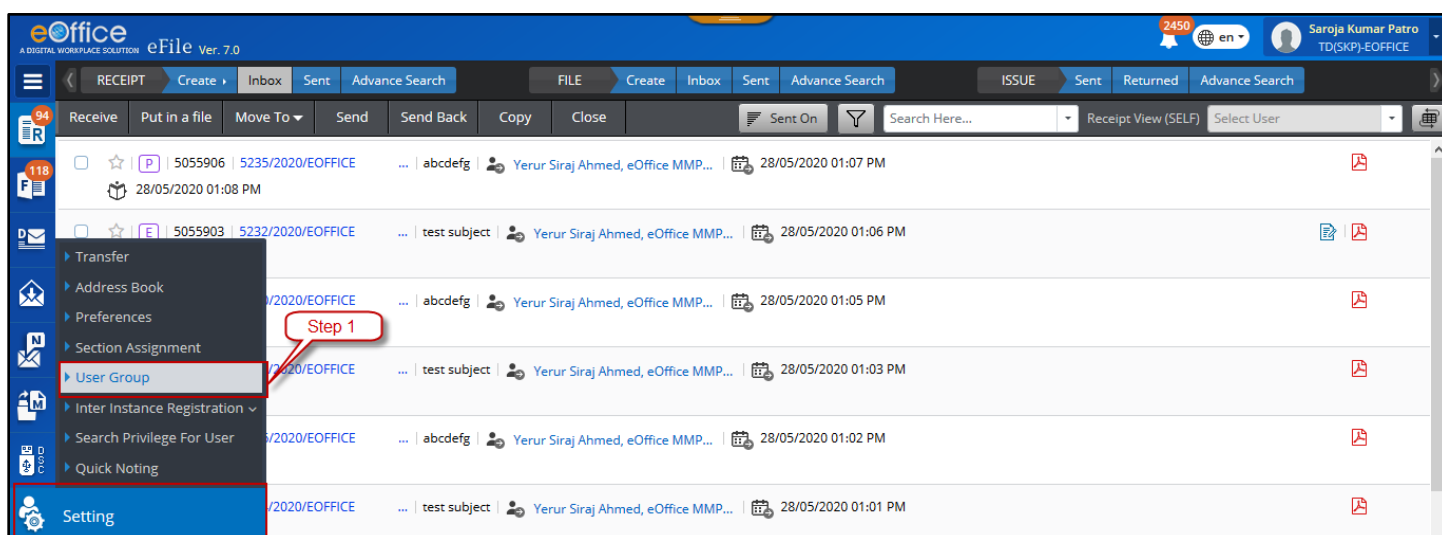 eOffice
A DIGITAL WORKPLACE SOLUTION eFile Ver. 7.0
2450 en Saroja Kumar Patro
TD(SKP)-EOFFICE
RECEIPT Create Inbox Sent Advance Search FILE Create Inbox Sent Advance Search ISSUE Sent Returned Advance Search
94 R Receive Put in a file Move To Send Send Back Copy Close Sent On Search Here... Receipt View (SELF) Select User
P 5055906 5235/2020/EOFFICE ... abcdefg Yerur Siraj Ahmed, eOffice MMP... 28/05/2020 01:07 PM
118 F 28/05/2020 01:08 PM
D E 5055903 5232/2020/EOFFICE ... test subject Yerur Siraj Ahmed, eOffice MMP... 28/05/2020 01:06 PM
Transfer
Address Book
/2020/EOFFICE ... abcdefg Yerur Siraj Ahmed, eOffice MMP... 28/05/2020 01:05 PM
Preferences
Step 1
N Section Assignment
/2020/EOFFICE ... test subject Yerur Siraj Ahmed, eOffice MMP... 28/05/2020 01:03 PM
User Group
M Inter Instance Registration
Search Privilege For User /2020/EOFFICE ... abcdefg Yerur Siraj Ahmed, eOffice MMP... 28/05/2020 01:02 PM
DSC Quick Noting
Setting /2020/EOFFICE ... test subject Yerur Siraj Ahmed, eOffice MMP... 28/05/2020 01:01 PM